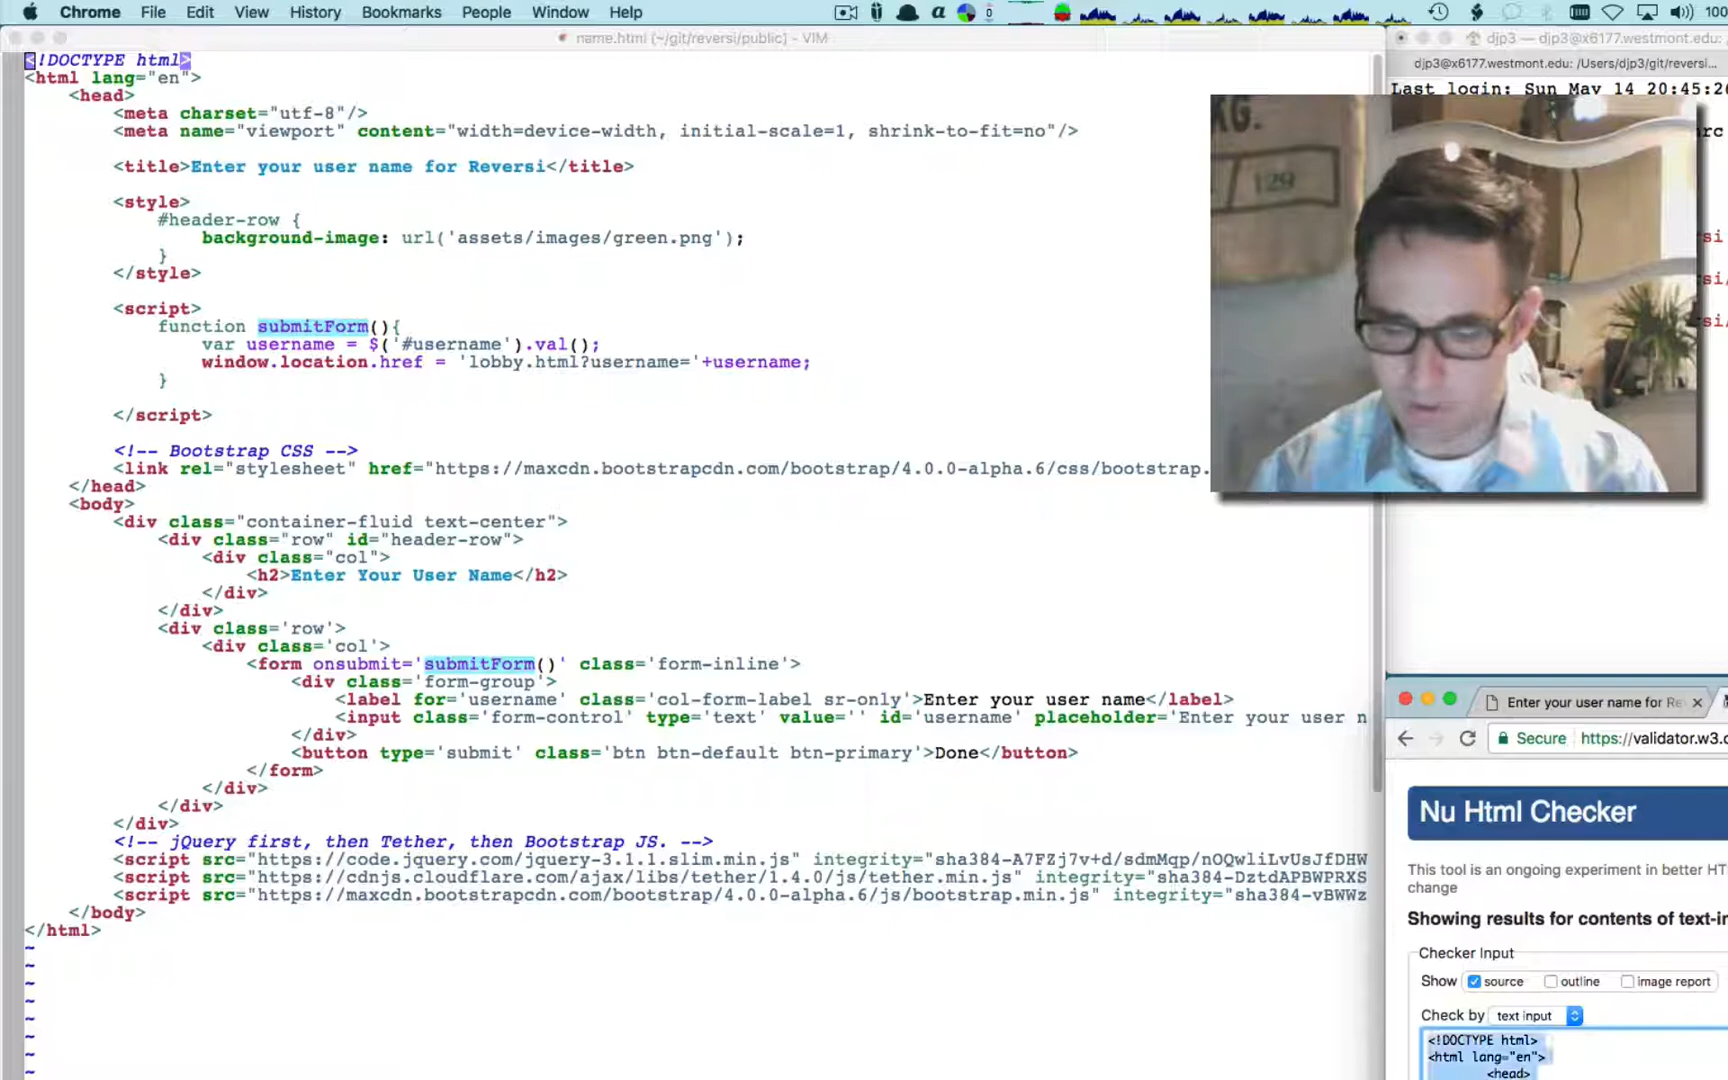 Chrome File Edit View History Bookmarks People Window Help
100
name.html (~/git/reversi/public) - VIM
djp3 — djp3@x6177.westmont.edu:
djp3@x6177.westmont.edu: /Users/djp3/git/reversi...
Last login: Sun May 14 20:45:26
<!DOCTYPE html>
<html lang="en">
<head>
<meta charset="utf-8"/>
<meta name="viewport" content="width=device-width, initial-scale=1, shrink-to-fit=no"/>
<title>Enter your user name for Reversi</title>
<style>
#header-row {
background-image: url('assets/images/green.png');
}
</style>
<script>
function submitForm(){
var username = $('#username').val();
window.location.href = 'lobby.html?username='+username;
}
</script>
<!-- Bootstrap CSS -->
<link rel="stylesheet" href="https://maxcdn.bootstrapcdn.com/bootstrap/4.0.0-alpha.6/css/bootstrap.
</head>
<body>
<div class="container-fluid text-center">
<div class="row" id="header-row">
<div class="col">
<h2>Enter Your User Name</h2>
</div>
</div>
<div class='row'>
<div class='col'>
<form onsubmit='submitForm()' class='form-inline'>
<div class='form-group'>
<label for='username' class='col-form-label sr-only'>Enter your user name</label>
<input class='form-control' type='text' value='' id='username' placeholder='Enter your user n
</div>
<button type='submit' class='btn btn-default btn-primary'>Done</button>
</form>
</div>
</div>
</div>
<!-- jQuery first, then Tether, then Bootstrap JS. -->
<script src="https://code.jquery.com/jquery-3.1.1.slim.min.js" integrity="sha384-A7FZj7v+d/sdmMqp/nOQwliLvUsJfDHW
<script src="https://cdnjs.cloudflare.com/ajax/libs/tether/1.4.0/js/tether.min.js" integrity="sha384-DztdAPBWPRXS
<script src="https://maxcdn.bootstrapcdn.com/bootstrap/4.0.0-alpha.6/js/bootstrap.min.js" integrity="sha384-vBWWz
</body>
</html>
~
~
~
~
~
~
~
~
129
rc
si
si/
si/
Enter your user name for Re
Secure https://validator.w3.o
Nu Html Checker
This tool is an ongoing experiment in better HT
change
Showing results for contents of text-in
Checker Input
Show source outline image report
Check by text input
<!DOCTYPE html>
<html lang="en">
<head>